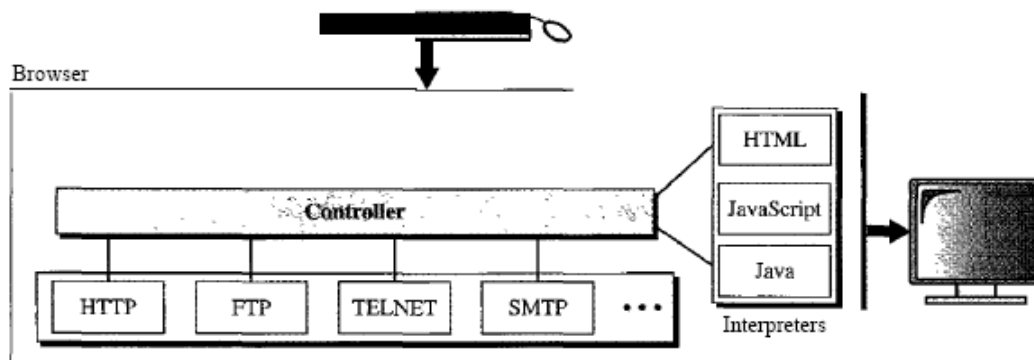 Browser
HTML
JavaScript
Java
Controller
HTTP FTP TELNET SMTP •••
Interpreters